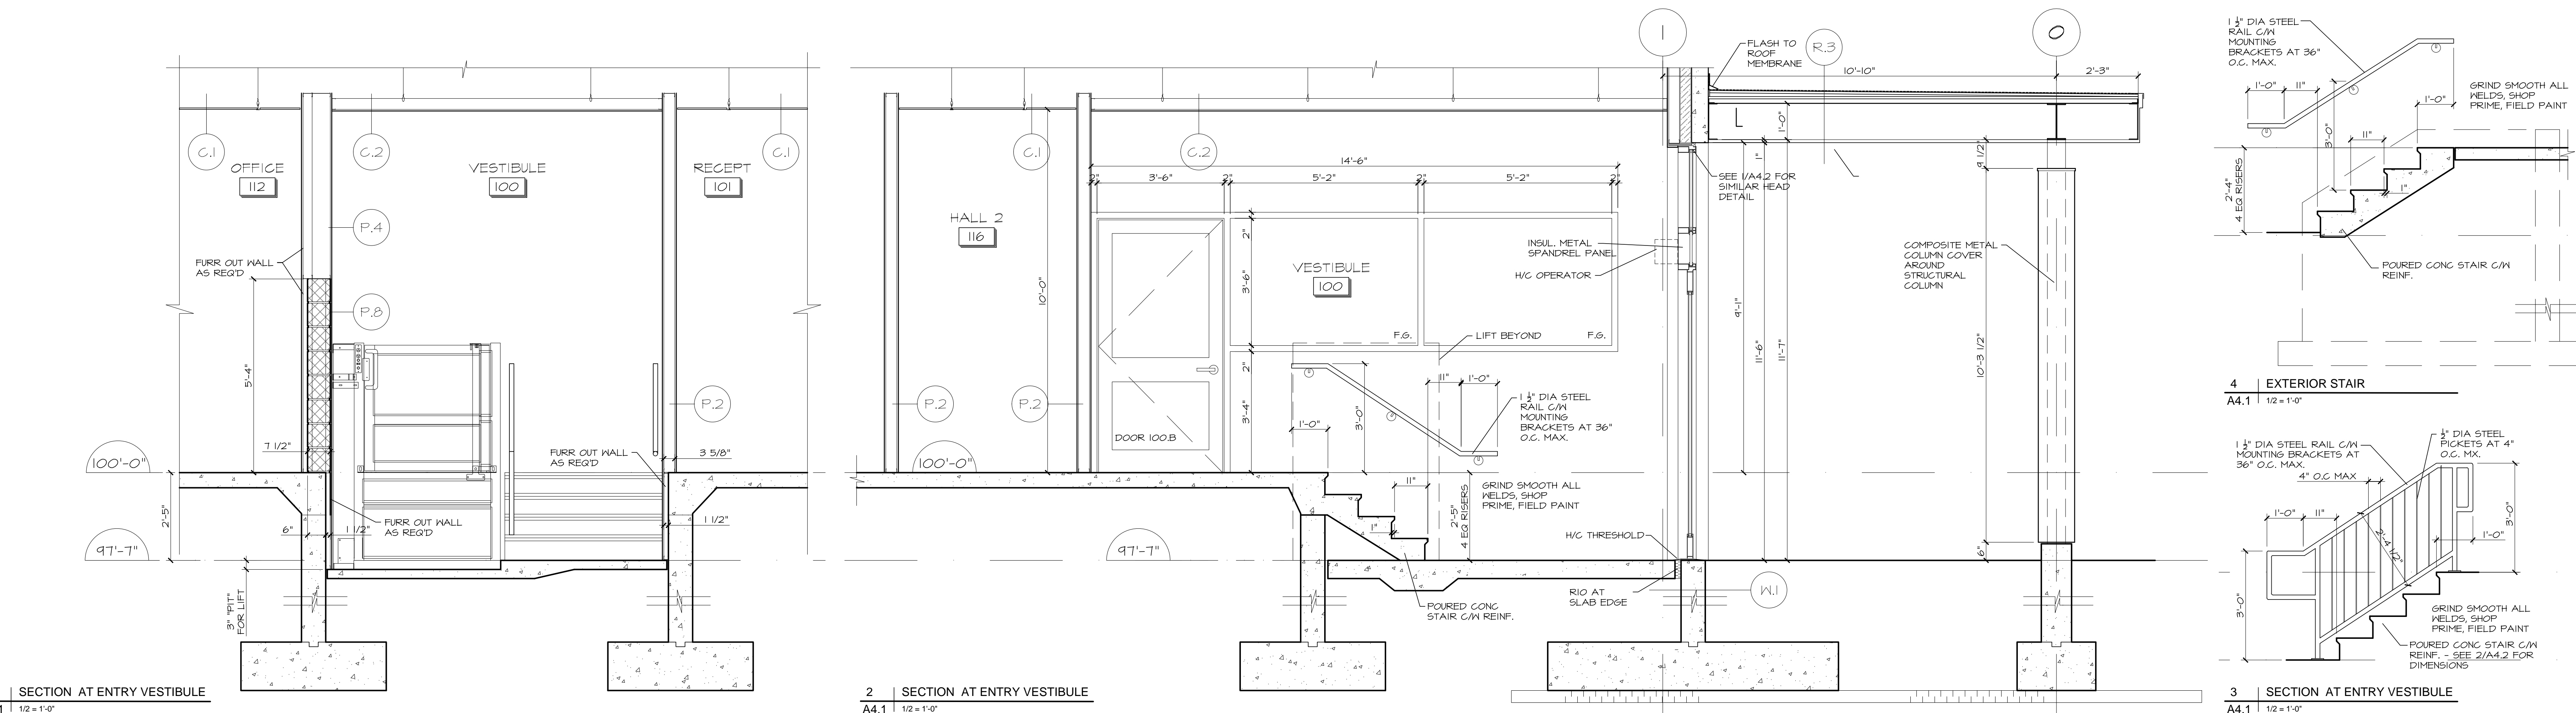 C.1
OFFICE
112
C.2
VESTIBULE
100
RECEPT
101
C.1
P.4
FURR OUT WALL
AS REQ'D
P.8
5'-4"
P.2
7 1/2"
3 5/8"
FURR OUT WALL
AS REQ'D
100'-0"
2'-5"
FURR OUT WALL
AS REQ'D
6"
1 1/2"
1 1/2"
97'-7"
3" "PIT"
FOR LIFT
SECTION AT ENTRY VESTIBULE
1/2 = 1'-0"
C.1
C.2
HALL 2
116
10'-0"
14'-6"
2"
3'-6"
2"
5'-2"
2"
5'-2"
2"
2"
3'-6"
2"
3'-4"
VESTIBULE
100
F.G.
F.G.
LIFT BEYOND
P.2
P.2
DOOR 100.B
1'-0"
3'-0"
11"
1'-0"
1 1/2" DIA STEEL
RAIL C/W
MOUNTING
BRACKETS AT 36"
O.C. MAX.
100'-0"
11"
1"
2'-5"
4 EQ RISERS
GRIND SMOOTH ALL
WELDS, SHOP
PRIME, FIELD PAINT
97'-7"
H/C THRESHOLD
RIO AT
SLAB EDGE
POURED CONC
STAIR C/W REINF.
W.1
1
FLASH TO
ROOF
MEMBRANE
R.3
0
10'-10"
2'-3"
1'-0"
1"
9 1/2"
SEE 1/A4.2 FOR
SIMILAR HEAD
DETAIL
INSUL. METAL
SPANDREL PANEL
H/C OPERATOR
9'-1"
11'-6"
11'-7"
COMPOSITE METAL
COLUMN COVER
AROUND
STRUCTURAL
COLUMN
10'-3 1/2"
6"
2
SECTION AT ENTRY VESTIBULE
A4.1
1/2 = 1'-0"
1 1/2" DIA STEEL
RAIL C/W
MOUNTING
BRACKETS AT 36"
O.C. MAX.
GRIND SMOOTH ALL
WELDS, SHOP
PRIME, FIELD PAINT
1'-0"
11"
1'-0"
3'-0"
11"
1"
2'-4"
4 EQ RISERS
POURED CONC STAIR C/W
REINF.
4
EXTERIOR STAIR
A4.1
1/2 = 1'-0"
1 1/2" DIA STEEL RAIL C/W
MOUNTING BRACKETS AT
36" O.C. MAX.
1/2" DIA STEEL
PICKETS AT 4"
O.C. MX.
4" O.C MAX
1'-0"
11"
3'-0"
2'-4 1/2"
1'-0"
3'-0"
GRIND SMOOTH ALL
WELDS, SHOP
PRIME, FIELD PAINT
POURED CONC STAIR C/W
REINF. - SEE 2/A4.2 FOR
DIMENSIONS
3
SECTION AT ENTRY VESTIBULE
A4.1
1/2 = 1'-0"